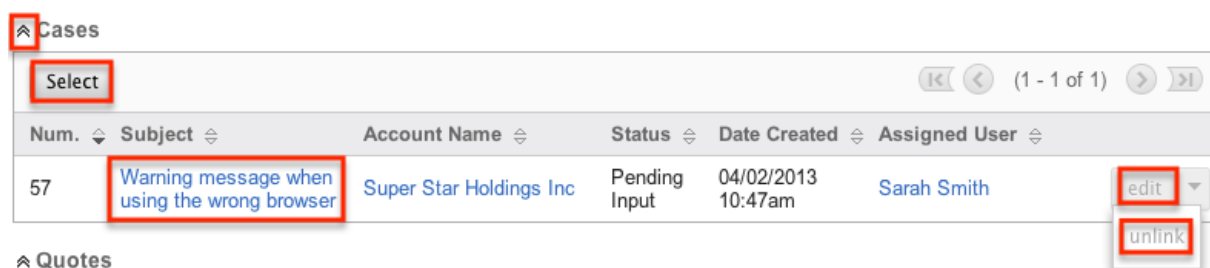 Cases
Select (1 - 1 of 1)
Num. Subject Account Name Status Date Created Assigned User
57 Warning message when using the wrong browser Super Star Holdings Inc Pending Input 04/02/2013 10:47am Sarah Smith edit
unlink
Quotes